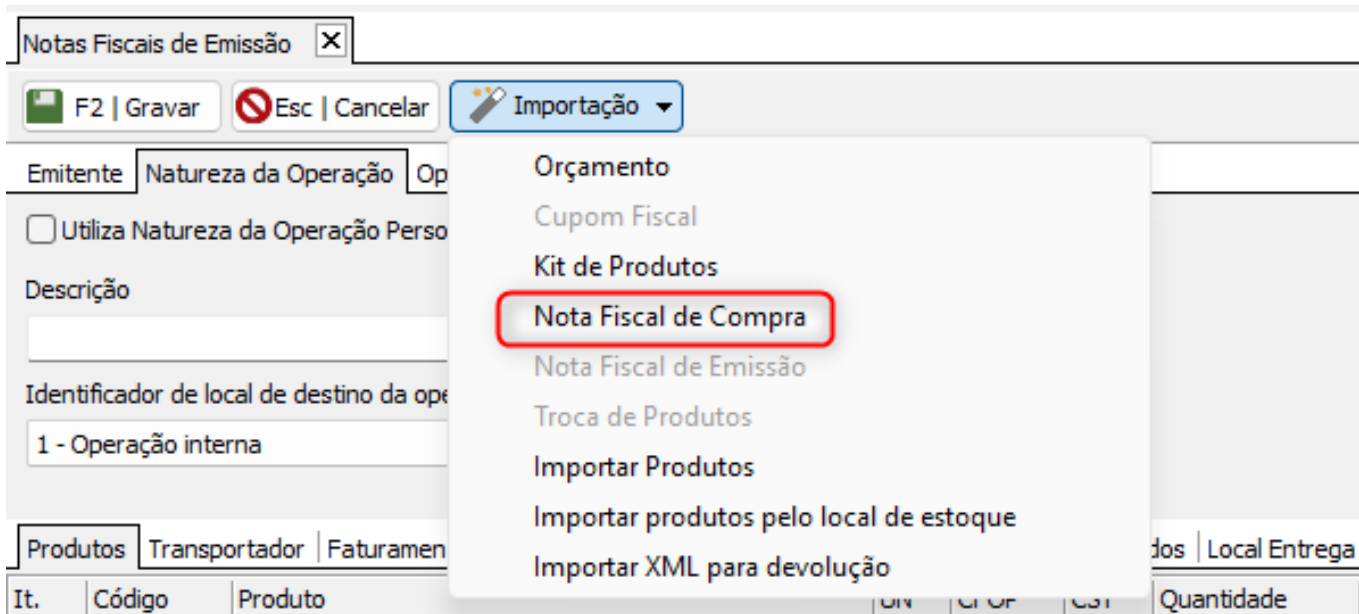 Notas Fiscais de Emissão
F2 | Gravar Esc | Cancelar Importação
Emitente Natureza da Operação Op
Orçamento
Utiliza Natureza da Operação Perso
Cupom Fiscal
Kit de Produtos
Descrição
Nota Fiscal de Compra
Nota Fiscal de Emissão
Identificador de local de destino da ope
Troca de Produtos
1 - Operação interna
Importar Produtos
Importar produtos pelo local de estoque
Produtos Transportador Faturamen dos Local Entrega
Importar XML para devolução
It. Código Produto UN CFOP CST Quantidade